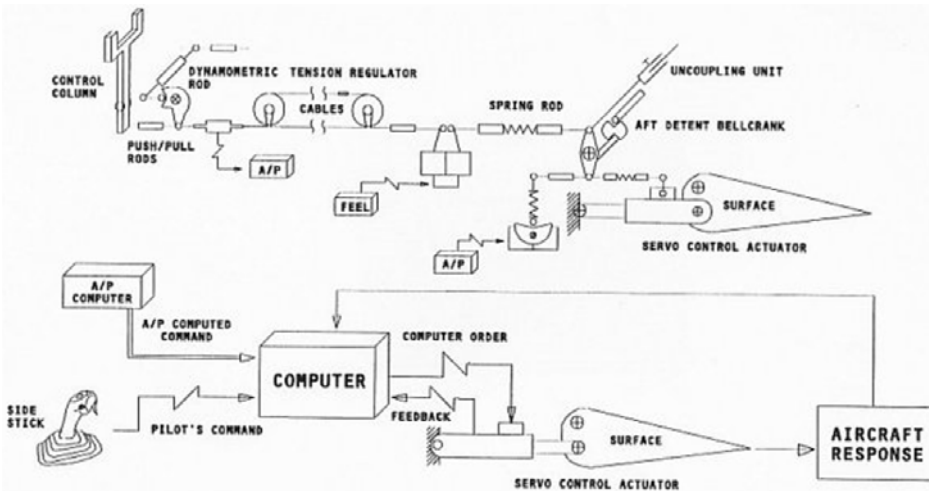 CONTROL
COLUMN
DYNAMOMETRIC
ROD
TENSION REGULATOR
CABLES
PUSH/PULL
RODS
A/P
FEEL
SPRING ROD
UNCOUPLING UNIT
AFT DETENT BELLCRANK
A/P
SURFACE
SERVO CONTROL ACTUATOR
A/P
COMPUTER
A/P COMPUTED
COMMAND
COMPUTER
COMPUTER ORDER
FEEDBACK
SIDE
STICK
PILOT'S COMMAND
SURFACE
SERVO CONTROL ACTUATOR
AIRCRAFT
RESPONSE